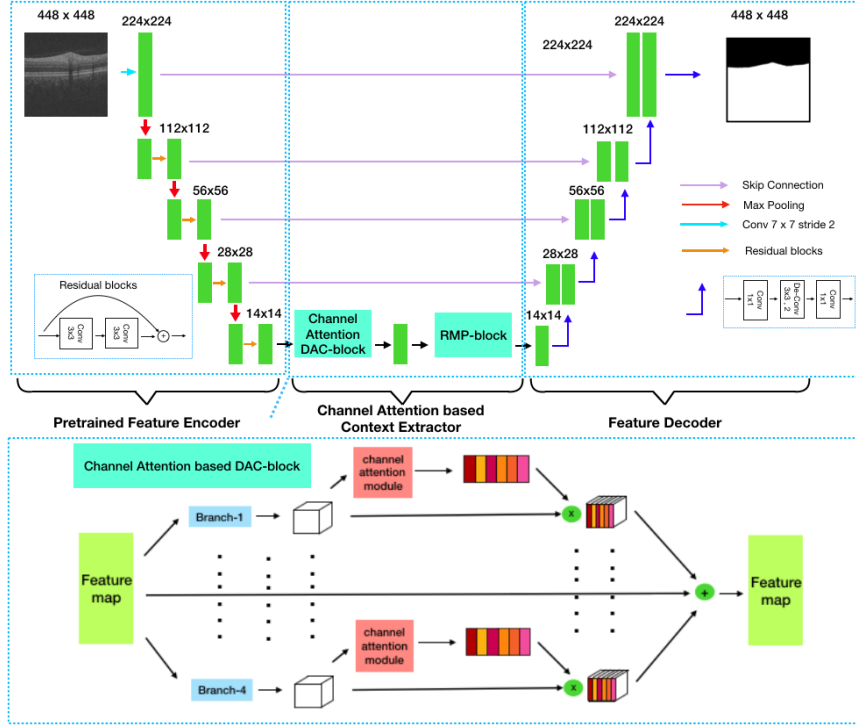 448 x 448
224x224
224x224
448 x 448
224x224
112x112
112x112
56x56
56x56
28x28
28x28
14x14
14x14
Skip Connection
Max Pooling
Conv 7 x 7 stride 2
Residual blocks
Residual blocks
Conv
3x3
Conv
3x3
+
Channel
Attention
DAC-block
RMP-block
Conv
1x1
De-Conv
3x3 , 2
Conv
1x1
Pretrained Feature Encoder
Channel Attention based
Context Extractor
Feature Decoder
Channel Attention based DAC-block
channel
attention
module
Branch-1
x
Feature
map
+
Feature
map
channel
attention
module
Branch-4
x